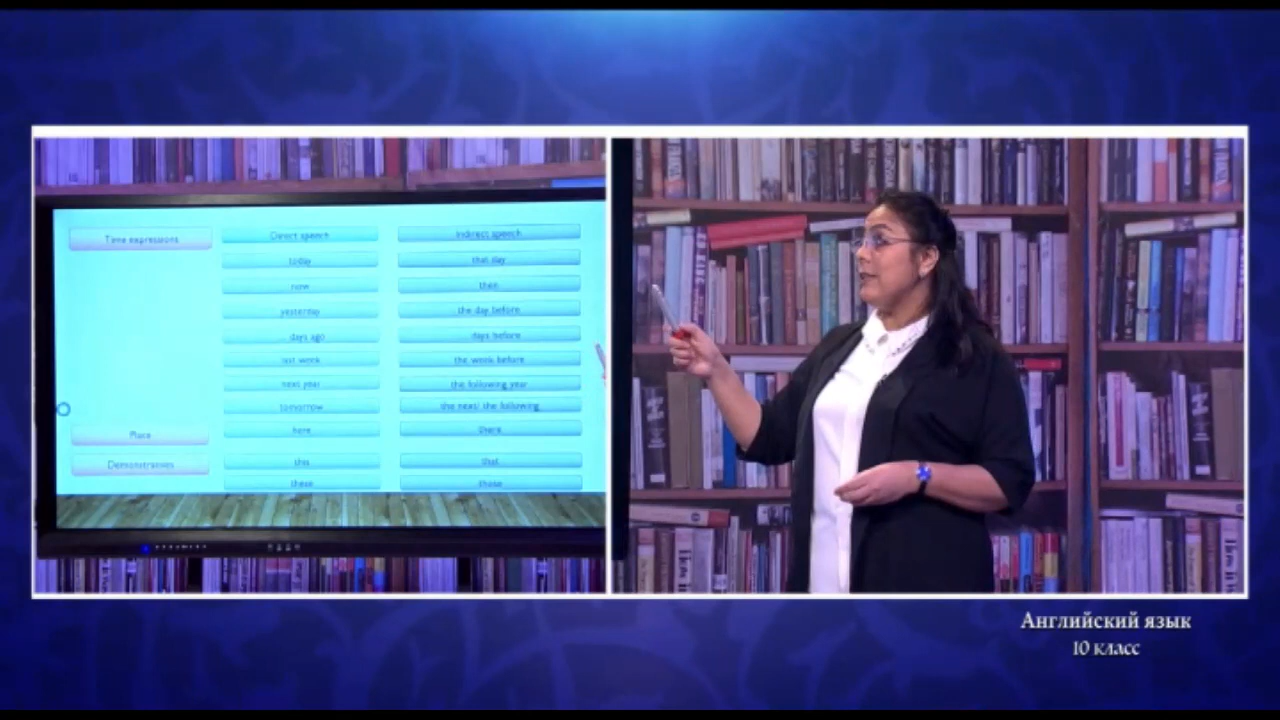 Time expressions Direct speech Indirect speech
today that day
now then
yesterday the day before
... days ago days before
last week the week before
next year the following year
tomorrow the next/ the following
Place here there
Demonstratives this that
these those
Английский язык
10 класс